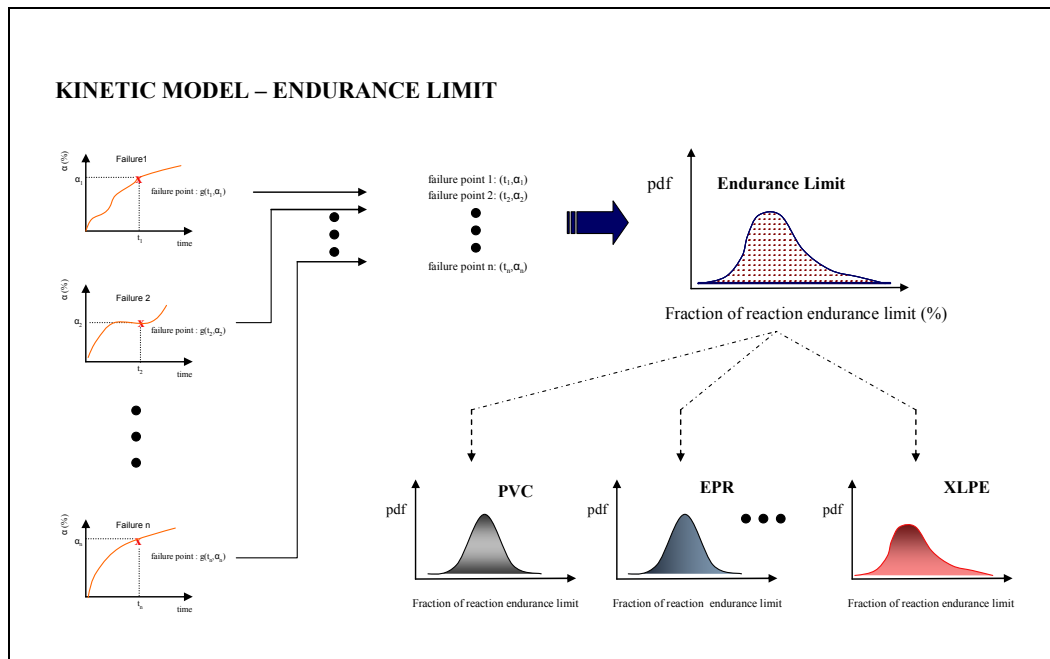 KINETIC MODEL – ENDURANCE LIMIT
α (%)
Failure1
α1
failure point : g(t1,α1)
t1
time
α (%)
Failure 2
α2
failure point : g(t2,α2)
t2
time
α (%)
Failure n
αn
failure point : g(tn,αn)
tn
time
failure point 1: (t1,α1)
failure point 2: (t2,α2)
failure point n: (tn,αn)
pdf
Endurance Limit
Fraction of reaction endurance limit (%)
PVC
pdf
Fraction of reaction endurance limit
EPR
pdf
Fraction of reaction endurance limit
XLPE
pdf
Fraction of reaction endurance limit